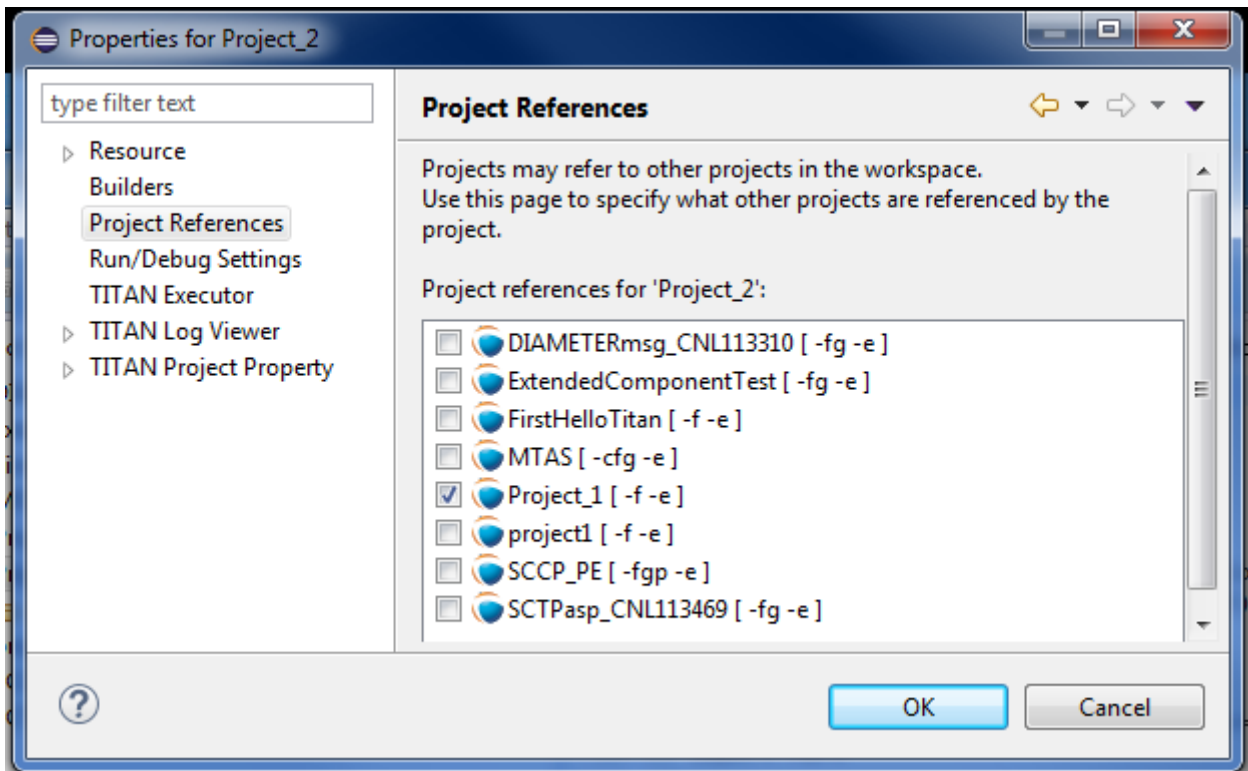 Properties for Project_2
type filter text
Resource
Builders
Project References
Run/Debug Settings
TITAN Executor
TITAN Log Viewer
TITAN Project Property
Project References
Projects may refer to other projects in the workspace.
Use this page to specify what other projects are referenced by the
project.
Project references for 'Project_2':
DIAMETERmsg_CNL113310 [ -fg -e ]
ExtendedComponentTest [ -fg -e ]
FirstHelloTitan [ -f -e ]
MTAS [ -cfg -e ]
Project_1 [ -f -e ]
project1 [ -f -e ]
SCCP_PE [ -fgp -e ]
SCTPasp_CNL113469 [ -fg -e ]
OK
Cancel